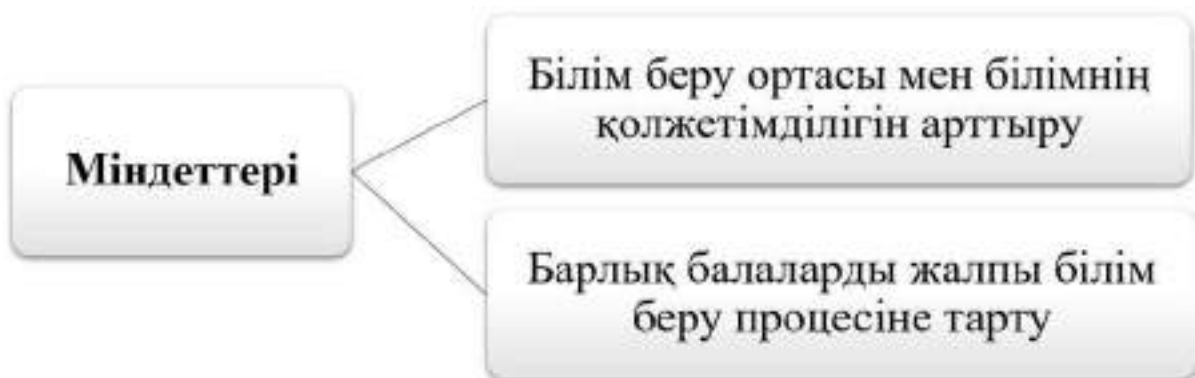 Міндеттері
Білім беру ортасы мен білімнің
қолжетімділігін арттыру
Барлық балаларды жалпы білім
беру процесіне тарту